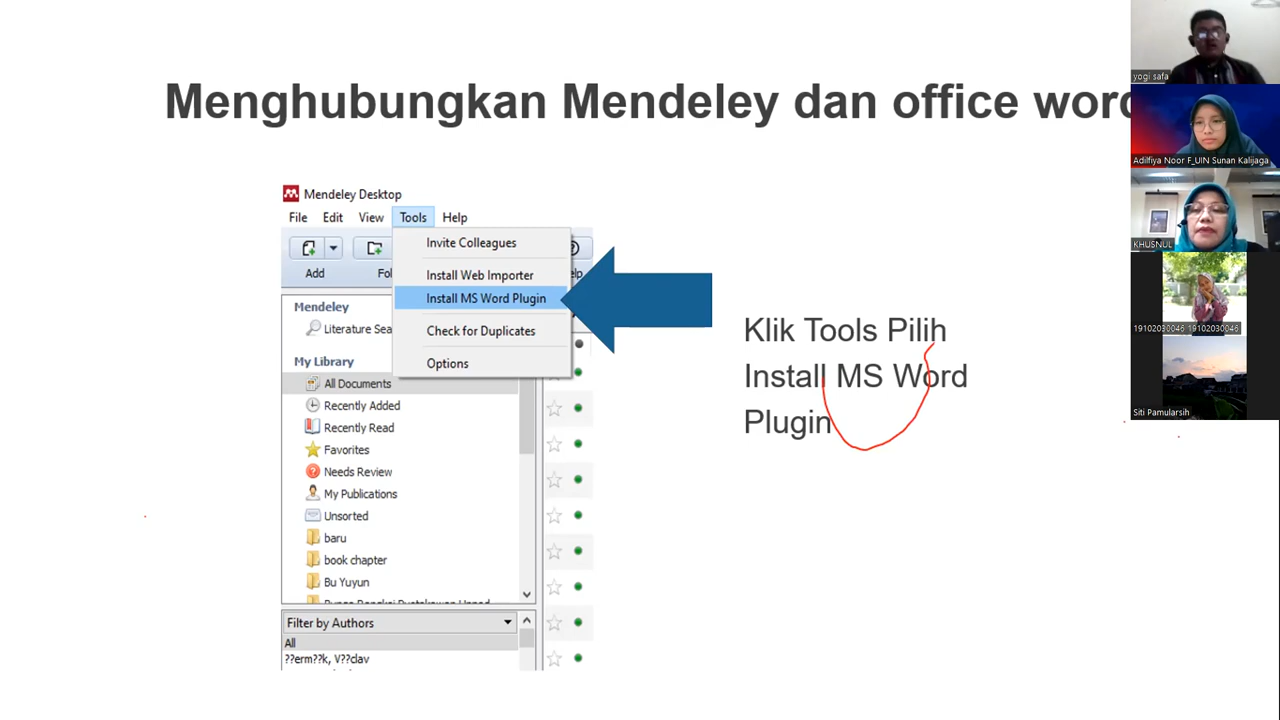 Menghubungkan Mendeley dan office word
yogi safa
Adilfiya Noor F_UIN Sunan Kalijaga
KHUSNUL
19102030046_19102030046
Siti Pamularsih
Mendeley Desktop
File Edit View Tools Help
Invite Colleagues
Install Web Importer
Install MS Word Plugin
Check for Duplicates
Options
Add
Mendeley
My Library
All Documents
Recently Added
Recently Read
Favorites
Needs Review
My Publications
Unsorted
baru
book chapter
Bu Yuyun
Filter by Authors
All
??erm??k, V??clav
Klik Tools Pilih
Install MS Word
Plugin